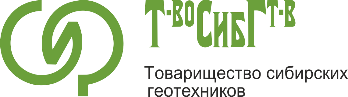 Т-воСибГт-в
Товарищество сибирских
геотехников